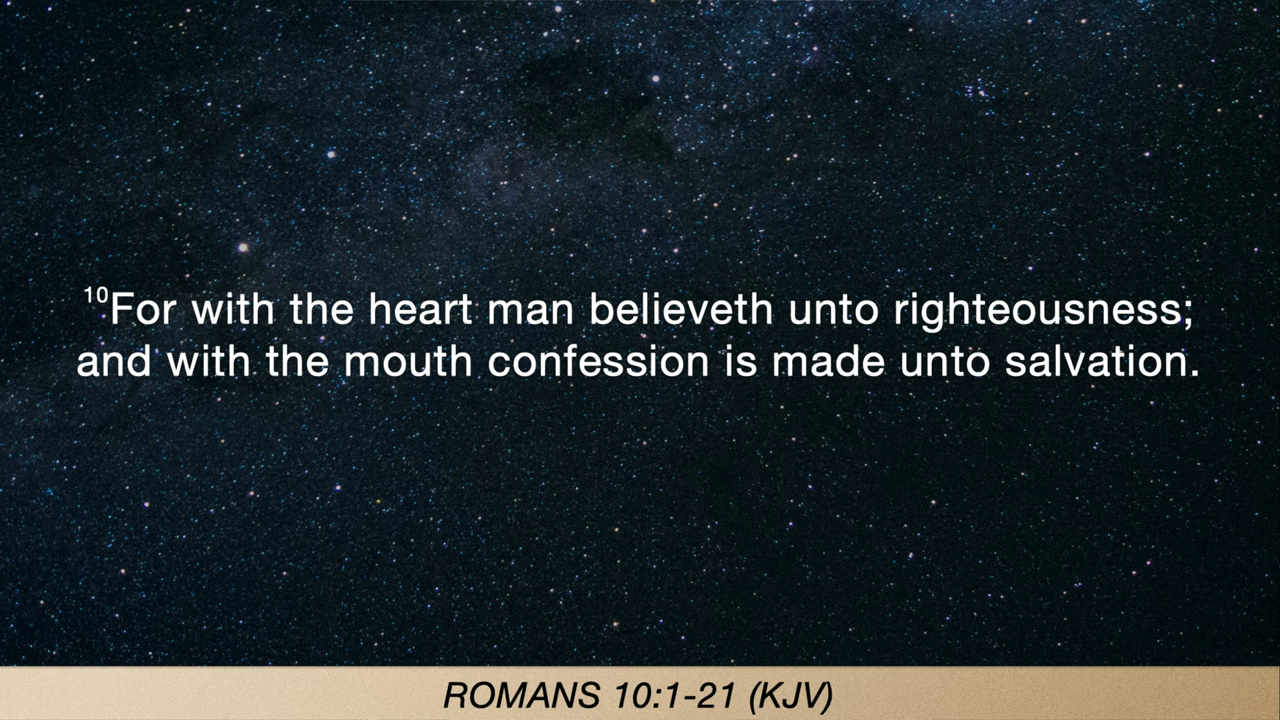 10For with the heart man believeth unto righteousness;
and with the mouth confession is made unto salvation.
ROMANS 10:1-21 (KJV)